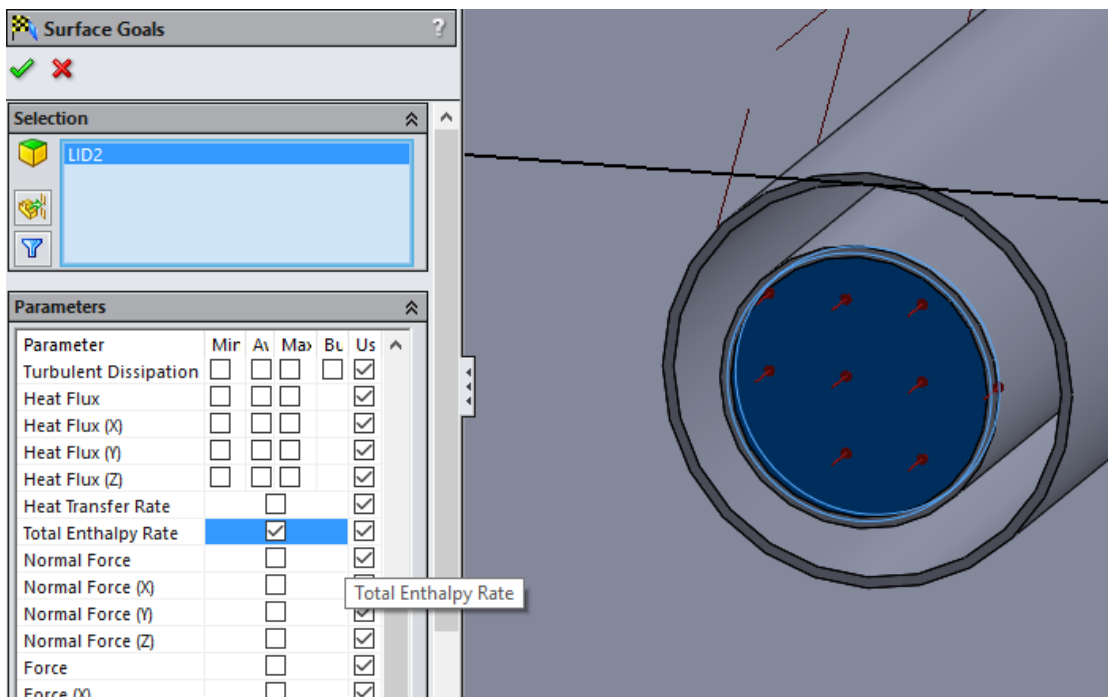 Surface Goals ?
Selection
LID2
Parameters
Parameter Mir Av Max Bu Us
Turbulent Dissipation
Heat Flux
Heat Flux (X)
Heat Flux (Y)
Heat Flux (Z)
Heat Transfer Rate
Total Enthalpy Rate
Normal Force
Normal Force (X)
Total Enthalpy Rate
Normal Force (Y)
Normal Force (Z)
Force
Force (X)